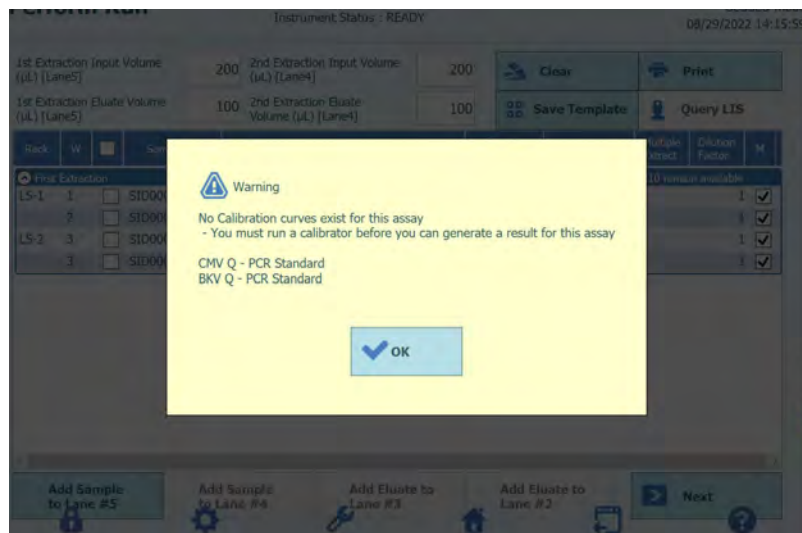 Perform Run
Instrument Status : READY
08/29/2022 14:15:59
1st Extraction Input Volume (µL) [Lane5] 200 2nd Extraction Input Volume (µL) [Lane4] 200 Clear Print
1st Extraction Eluate Volume (µL) [Lane5] 100 2nd Extraction Eluate Volume (µL) [Lane4] 100 Save Template Query LIS
Rack W Multiple Extract Dilution Factor M
First Extraction
LS-1 1 1
2 1
LS-2 3 1
3 1
Warning
No Calibration curves exist for this assay
- You must run a calibrator before you can generate a result for this assay
CMV Q - PCR Standard
BKV Q - PCR Standard
OK
Add Sample to Lane #5 Add Sample to Lane #4 Add Eluate to Lane #3 Add Eluate to Lane #2 Next